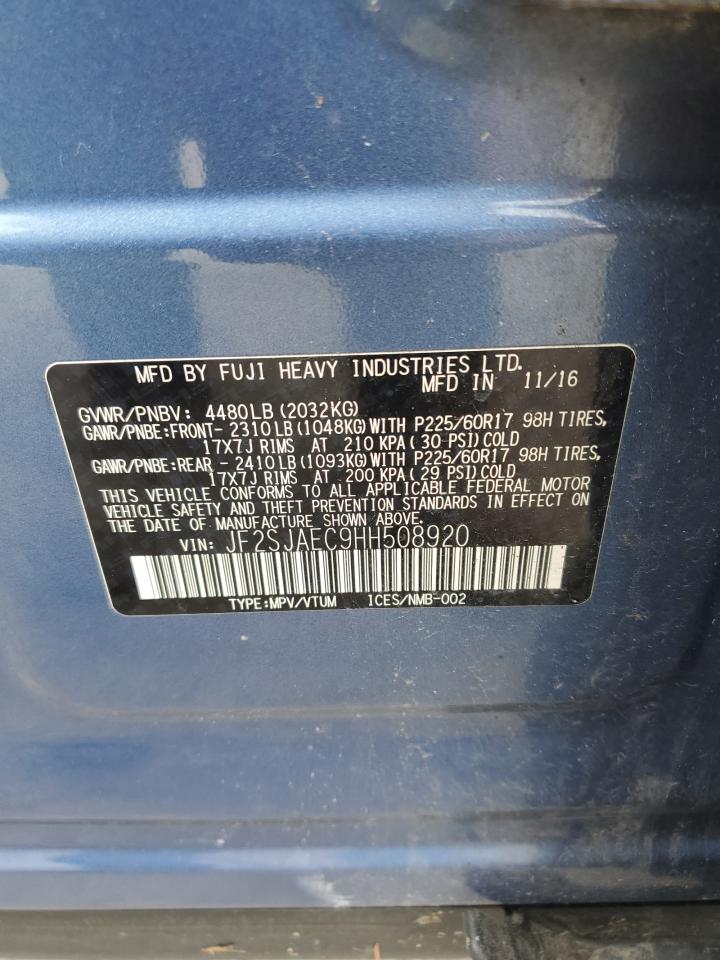 MFD BY FUJI HEAVY INDUSTRIES LTD.
MFD IN 11/16
GVWR/PNBV: 4480LB (2032KG)
GAWR/PNBE:FRONT- 2310LB (1048KG) WITH P225/60R17 98H TIRES,
17X7J RIMS AT 210 KPA (30 PSI) COLD
GAWR/PNBE:REAR - 2410LB (1093KG) WITH P225/60R17 98H TIRES,
17X7J RIMS AT 200 KPA (29 PSI) COLD
THIS VEHICLE CONFORMS TO ALL APPLICABLE FEDERAL MOTOR
VEHICLE SAFETY AND THEFT PREVENTION STANDARDS IN EFFECT ON
THE DATE OF MANUFACTURE SHOWN ABOVE.
VIN: JF2SJAEC9HH508920
TYPE:MPV/VTUM ICES/NMB-002